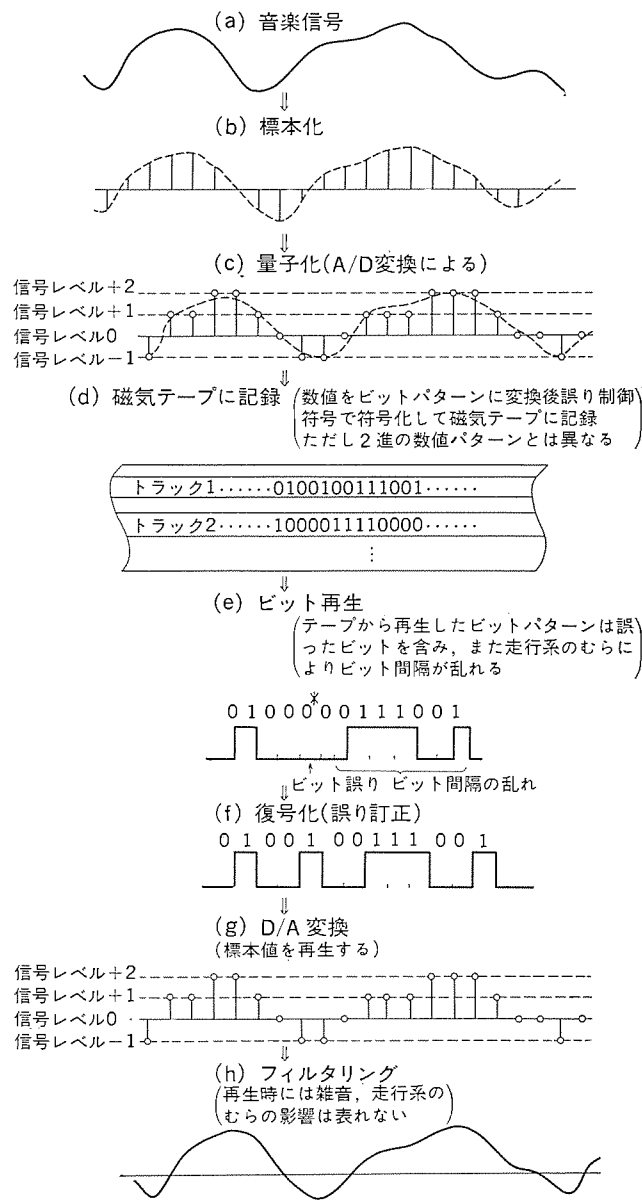 (a) 音楽信号
⇓
(b) 標本化
⇓
(c) 量子化(A/D変換による)
信号レベル+2
信号レベル+1
信号レベル0
信号レベル−1
⇓
(d) 磁気テープに記録
(数値をビットパターンに変換後誤り制御
符号で符号化して磁気テープに記録
ただし2進の数値パターンとは異なる)
トラック1······0100100111001······
トラック2······1000011110000······
⋮
⇓
(e) ビット再生
(テープから再生したビットパターンは誤
ったビットを含み,また走行系のむらに
よりビット間隔が乱れる)
*
0 1 0 0 0 0 0 1 1 1 0 0 1
↑ビット誤り ビット間隔の乱れ
⇓
(f) 復号化(誤り訂正)
0 1 0 0 1 0 0 1 1 1 0 0 1
⇓
(g) D/A 変換
(標本値を再生する)
信号レベル+2
信号レベル+1
信号レベル0
信号レベル−1
⇓
(h) フィルタリング
(再生時には雑音,走行系の
むらの影響は表れない)